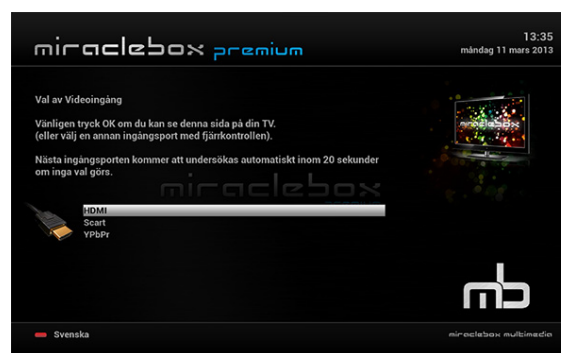 miraclebox premium
13:35
måndag 11 mars 2013
Val av Videoingång
Vänligen tryck OK om du kan se denna sida på din TV.
(eller välj en annan ingångsport med fjärrkontrollen).
Nästa ingångsporten kommer att undersökas automatiskt inom 20 sekunder
om inga val görs.
miraclebox
miraclebox
HDMI
Scart
YPbPr
mb
Svenska
miraclebox multimedia